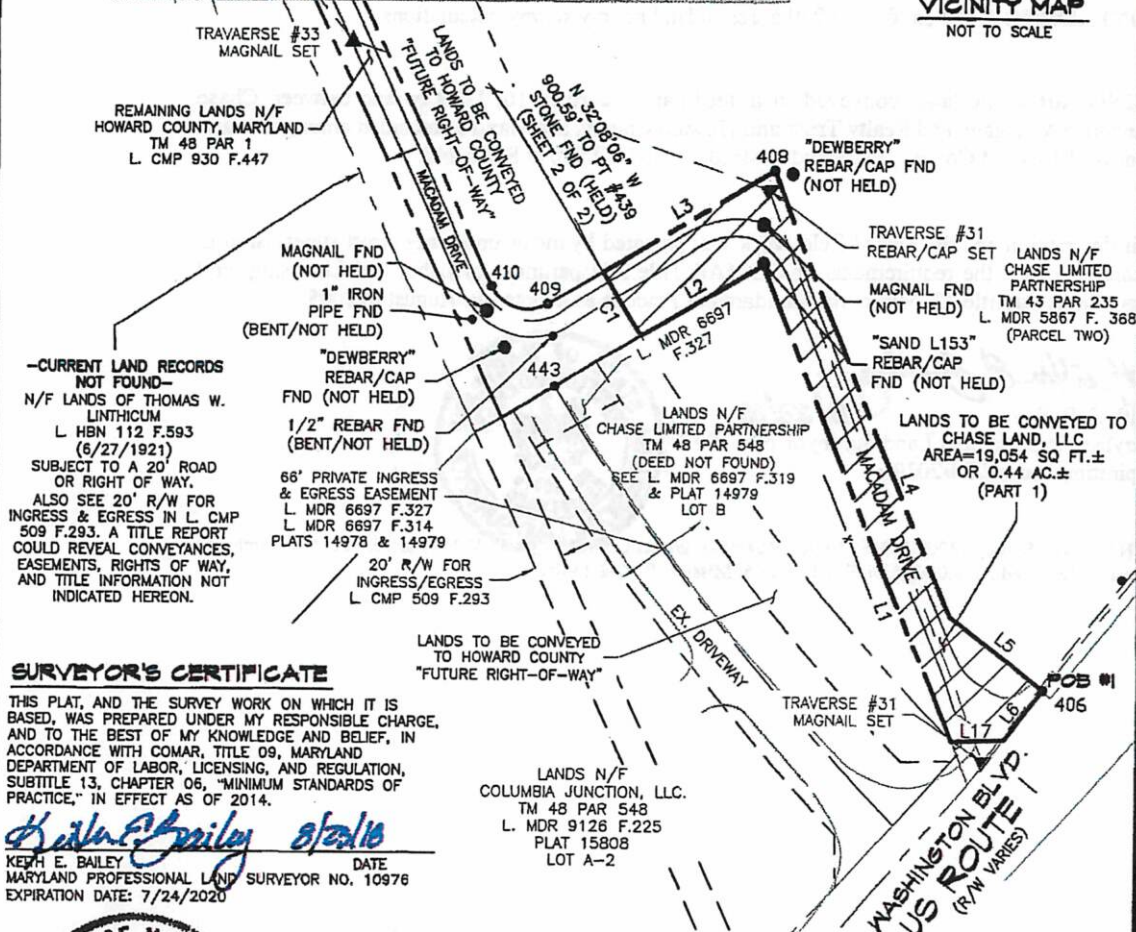 VICINITY MAP
NOT TO SCALE
TRAVAERSE #33
MAGNAIL SET
REMAINING LANDS N/F
HOWARD COUNTY, MARYLAND
TM 48 PAR 1
L. CMP 930 F.447
LANDS TO BE CONVEYED
TO HOWARD COUNTY
"FUTURE RIGHT-OF-WAY"
MACADAM DRIVE
N 32°08'06" W
900.59' TO PT #439
STONE FND (HELD)
(SHEET 2 OF 2)
408
"DEWBERRY"
REBAR/CAP FND
(NOT HELD)
L3
TRAVERSE #31
REBAR/CAP SET
MAGNAIL FND
(NOT HELD)
"SAND L153"
REBAR/CAP
FND (NOT HELD)
LANDS N/F
CHASE LIMITED
PARTNERSHIP
TM 43 PAR 235
L. MDR 5867 F. 368
(PARCEL TWO)
MAGNAIL FND
(NOT HELD)
410
409
1" IRON
PIPE FND
(BENT/NOT HELD)
C1
L2
L. MDR 6697
F.327
"DEWBERRY"
REBAR/CAP
FND (NOT HELD)
443
1/2" REBAR FND
(BENT/NOT HELD)
-CURRENT LAND RECORDS
NOT FOUND-
N/F LANDS OF THOMAS W.
LINTHICUM
L. HBN 112 F.593
(6/27/1921)
SUBJECT TO A 20' ROAD
OR RIGHT OF WAY.
ALSO SEE 20' R/W FOR
INGRESS & EGRESS IN L. CMP
509 F.293. A TITLE REPORT
COULD REVEAL CONVEYANCES,
EASEMENTS, RIGHTS OF WAY,
AND TITLE INFORMATION NOT
INDICATED HEREON.
66' PRIVATE INGRESS
& EGRESS EASEMENT
L. MDR 6697 F.327
L. MDR 6697 F.314
PLATS 14978 & 14979
20' R/W FOR
INGRESS/EGRESS
L. CMP 509 F.293
LANDS N/F
CHASE LIMITED PARTNERSHIP
TM 48 PAR 548
(DEED NOT FOUND)
SEE L. MDR 6697 F.319
& PLAT 14979
LOT B
LANDS TO BE CONVEYED TO
CHASE LAND, LLC
AREA=19,054 SQ FT.±
OR 0.44 AC.±
(PART 1)
MACADAM DRIVE
L4
L1
L5
POB #1
406
L6
L17
LANDS TO BE CONVEYED
TO HOWARD COUNTY
"FUTURE RIGHT-OF-WAY"
EX. DRIVEWAY
TRAVERSE #31
MAGNAIL SET
LANDS N/F
COLUMBIA JUNCTION, LLC.
TM 48 PAR 548
L. MDR 9126 F.225
PLAT 15808
LOT A-2
WASHINGTON BLVD.
US ROUTE 1
(R/W VARIES)
SURVEYOR'S CERTIFICATE
THIS PLAT, AND THE SURVEY WORK ON WHICH IT IS
BASED, WAS PREPARED UNDER MY RESPONSIBLE CHARGE,
AND TO THE BEST OF MY KNOWLEDGE AND BELIEF, IN
ACCORDANCE WITH COMAR, TITLE 09, MARYLAND
DEPARTMENT OF LABOR, LICENSING, AND REGULATION,
SUBTITLE 13, CHAPTER 06, "MINIMUM STANDARDS OF
PRACTICE," IN EFFECT AS OF 2014.
Keith E. Bailey 8/23/18
KEITH E. BAILEY DATE
MARYLAND PROFESSIONAL LAND SURVEYOR NO. 10976
EXPIRATION DATE: 7/24/2020